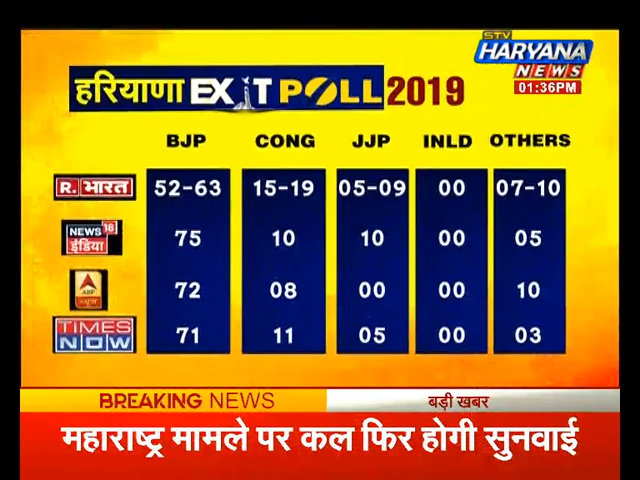 STV
HARYANA
NEWS
01:36PM
हरियाणा EXIT POLL 2019
BJP CONG JJP INLD OTHERS
R. भारत 52-63 15-19 05-09 00 07-10
NEWS 18 इंडिया 75 10 10 00 05
ABP न्यूज़ 72 08 00 00 10
TIMES NOW 71 11 05 00 03
BREAKING NEWS बड़ी खबर
महाराष्ट्र मामले पर कल फिर होगी सुनवाई